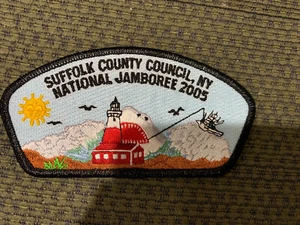 SUFFOLK COUNTY COUNCIL, NY
NATIONAL JAMBOREE 2005